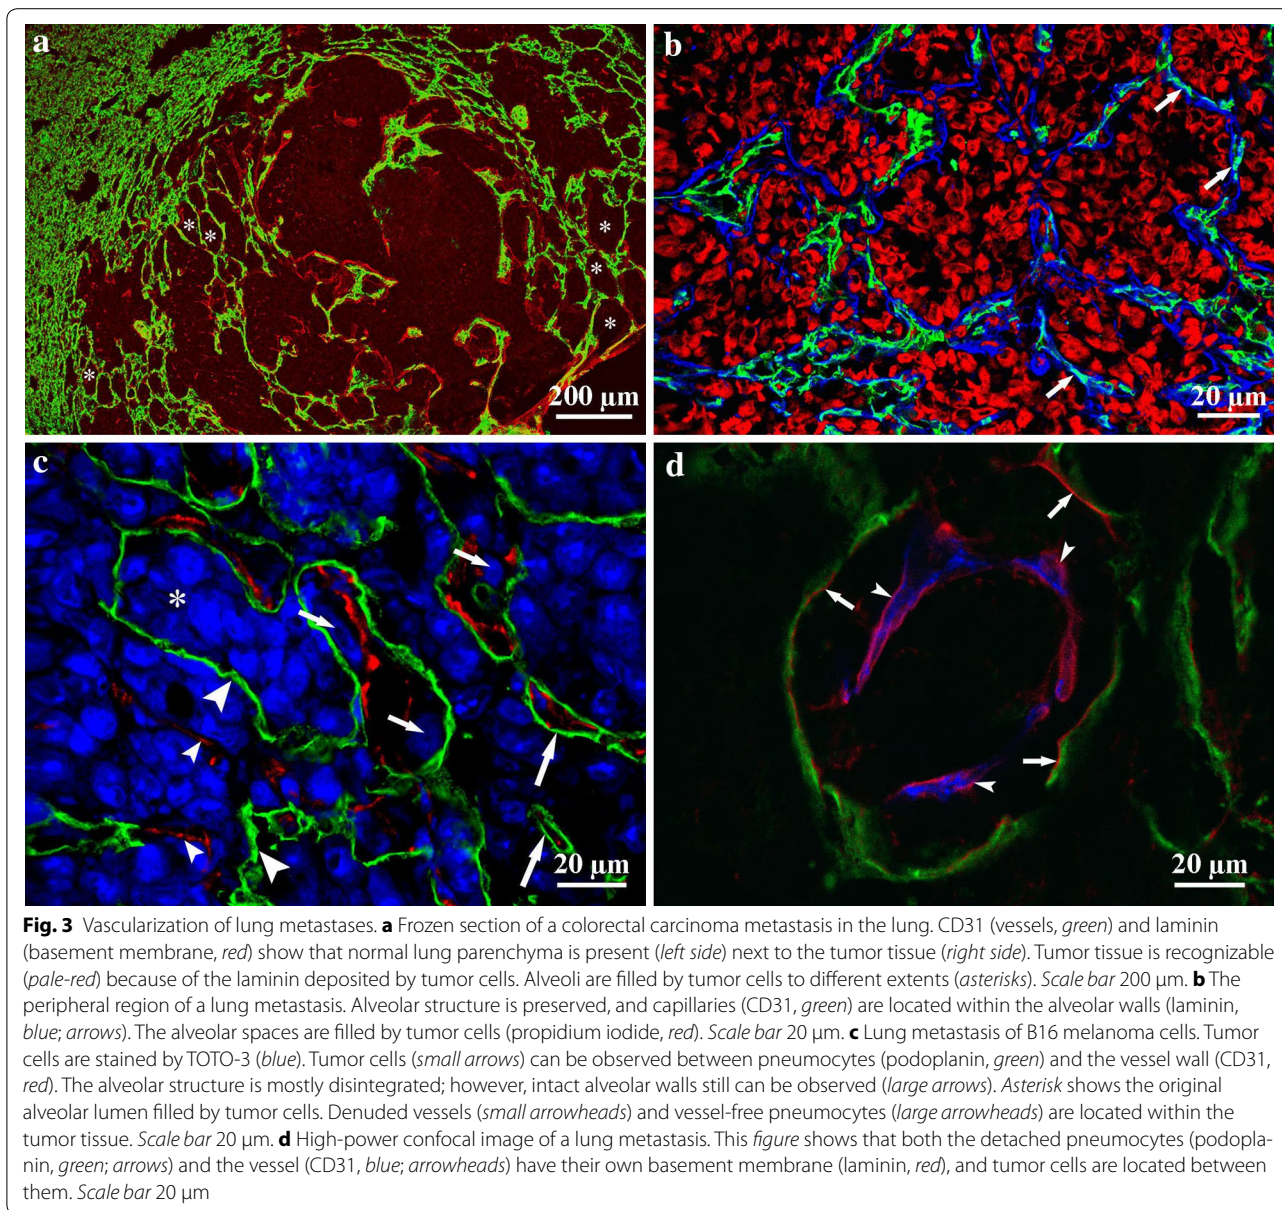 a
*
*
*
*
*
*
200 µm
b
20 µm
c
*
20 µm
d
20 µm
Fig. 3 Vascularization of lung metastases. a Frozen section of a colorectal carcinoma metastasis in the lung. CD31 (vessels, green) and laminin
(basement membrane, red) show that normal lung parenchyma is present (left side) next to the tumor tissue (right side). Tumor tissue is recognizable
(pale-red) because of the laminin deposited by tumor cells. Alveoli are filled by tumor cells to different extents (asterisks). Scale bar 200 µm. b The
peripheral region of a lung metastasis. Alveolar structure is preserved, and capillaries (CD31, green) are located within the alveolar walls (laminin,
blue; arrows). The alveolar spaces are filled by tumor cells (propidium iodide, red). Scale bar 20 µm. c Lung metastasis of B16 melanoma cells. Tumor
cells are stained by TOTO-3 (blue). Tumor cells (small arrows) can be observed between pneumocytes (podoplanin, green) and the vessel wall (CD31,
red). The alveolar structure is mostly disintegrated; however, intact alveolar walls still can be observed (large arrows). Asterisk shows the original
alveolar lumen filled by tumor cells. Denuded vessels (small arrowheads) and vessel-free pneumocytes (large arrowheads) are located within the
tumor tissue. Scale bar 20 µm. d High-power confocal image of a lung metastasis. This figure shows that both the detached pneumocytes (podopla-
nin, green; arrows) and the vessel (CD31, blue; arrowheads) have their own basement membrane (laminin, red), and tumor cells are located between
them. Scale bar 20 µm